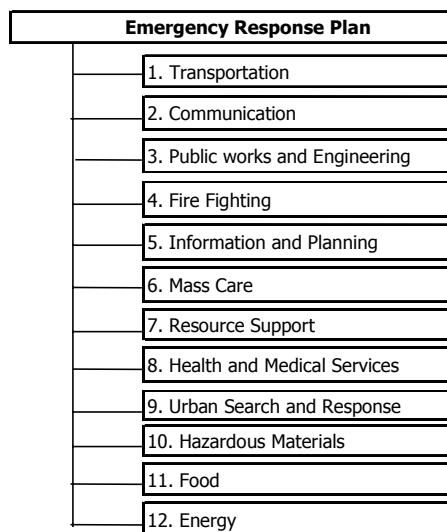 Emergency Response Plan
1. Transportation
2. Communication
3. Public works and Engineering
4. Fire Fighting
5. Information and Planning
6. Mass Care
7. Resource Support
8. Health and Medical Services
9. Urban Search and Response
10. Hazardous Materials
11. Food
12. Energy